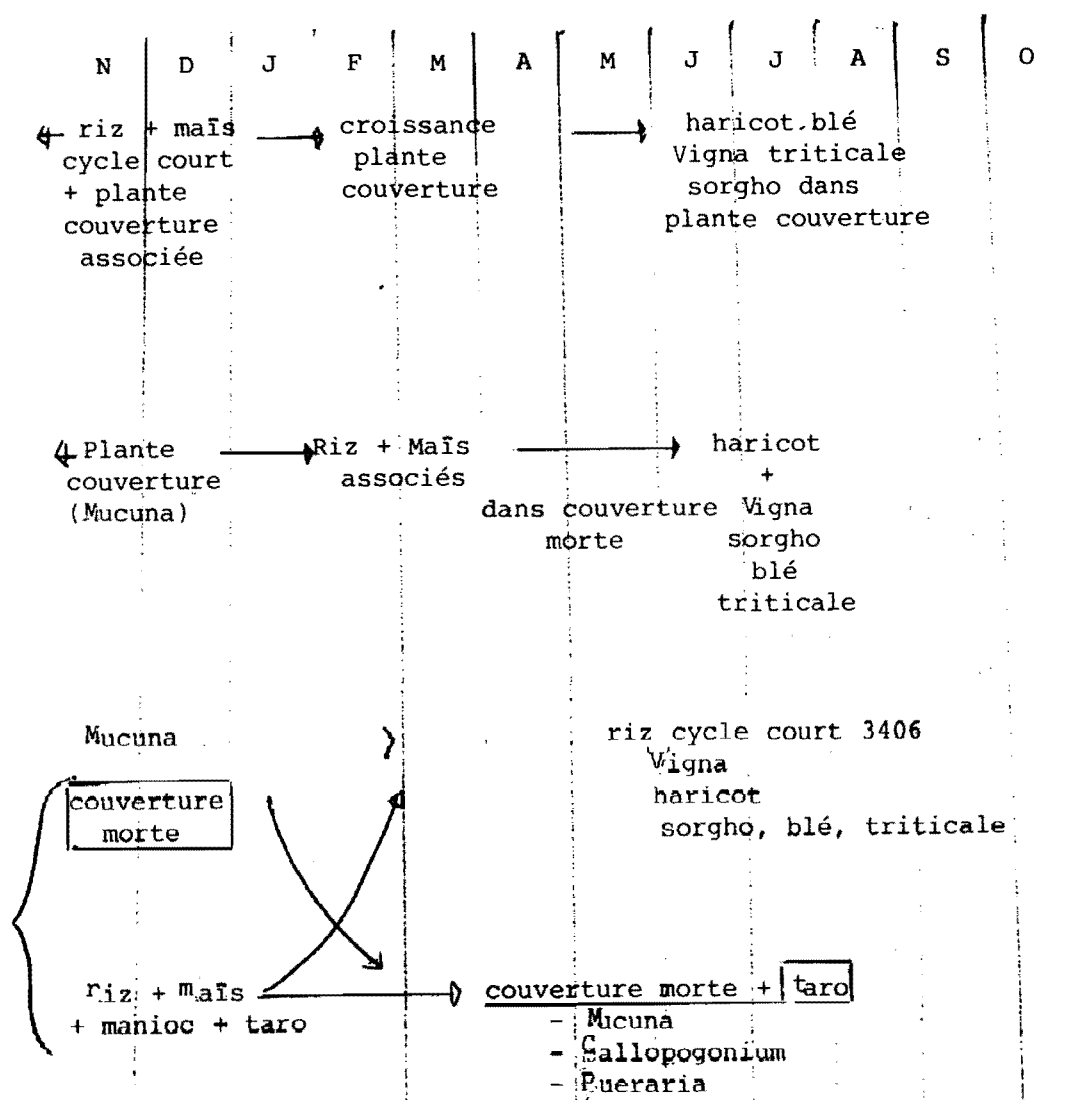 N D J F M A M J J A S O
riz + maïs
cycle court
+ plante
couverture
associée
croissance
plante
couverture
haricot.blé
Vigna triticale
sorgho dans
plante couverture
Plante
couverture
(Mucuna)
Riz + Maïs
associés
dans couverture
morte
haricot
+
Vigna
sorgho
blé
triticale
Mucuna
couverture
morte
riz cycle court 3406
Vigna
haricot
sorgho, blé, triticale
riz + maïs
+ manioc + taro
couverture morte + taro
- Mucuna
- Callopogonium
- Pueraria